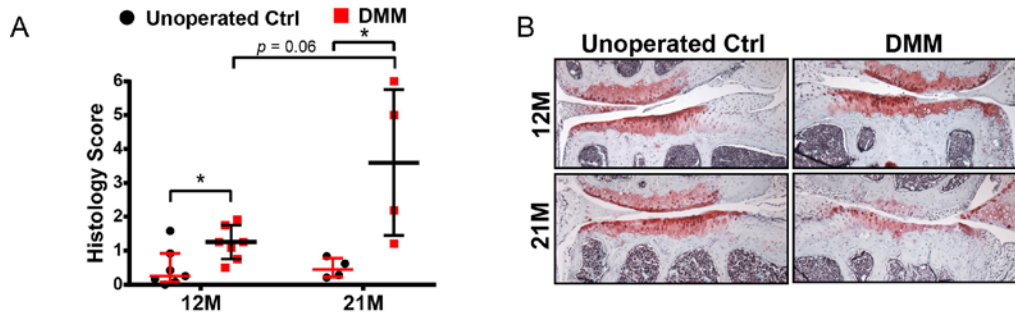 A
Unoperated Ctrl DMM
*
p = 0.06
Histology Score
6
5
4
3
2
1
0
*
12M 21M
B
Unoperated Ctrl DMM
12M
21M